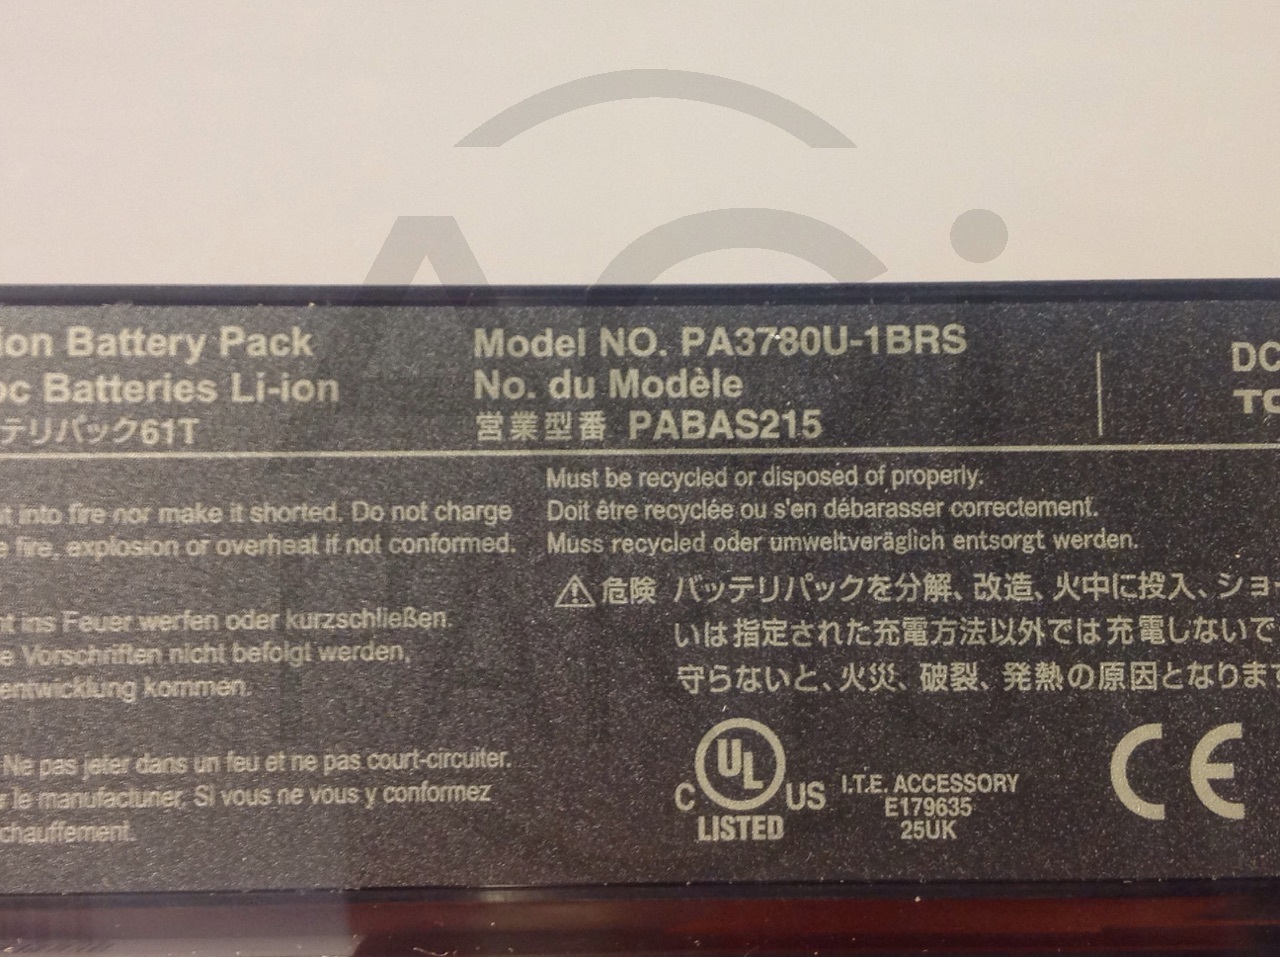 ion Battery Pack
oc Batteries Li-ion
テリパック61T
Model NO. PA3780U-1BRS
No. du Modèle
営業型番 PABAS215
DC
TO
t into fire nor make it shorted. Do not charge
e fire, explosion or overheat if not conformed.
nt ins Feuer werfen oder kurzschließen.
e Vorschriften nicht befolgt werden,
entwicklung kommen.
Ne pas jeter dans un feu et ne pas court-circuiter.
r le manufacturier. Si vous ne vous y conformez
chauffement.
Must be recycled or disposed of properly.
Doit être recyclée ou s'en débarasser correctement.
Muss recycled oder umweltveräglich entsorgt werden.
危険 バッテリパックを分解、改造、火中に投入、ショ
いは指定された充電方法以外では充電しないで
守らないと、火災、破裂、発熱の原因となります
C UL US
LISTED
I.T.E. ACCESSORY
E179635
25UK
CE
ACi